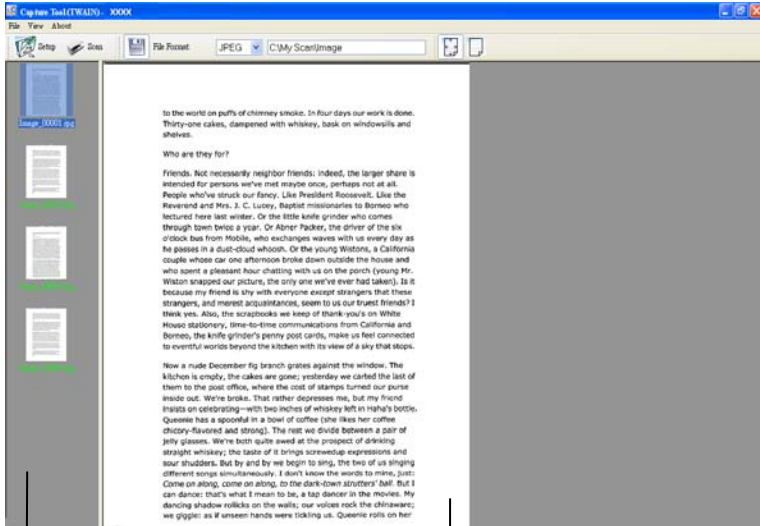 Capture Tool(TWAIN)- XXXX
File View About
Setup Scan File Format JPEG C:\My Scan\Image
Image_00001.jpg
to the world on puffs of chimney smoke. In four days our work is done.
Thirty-one cakes, dampened with whiskey, bask on windowsills and
shelves.
Who are they for?
Friends. Not necessarily neighbor friends: indeed, the larger share is
intended for persons we've met maybe once, perhaps not at all.
People who've struck our fancy. Like President Roosevelt. Like the
Reverend and Mrs. J. C. Lucey, Baptist missionaries to Borneo who
lectured here last winter. Or the little knife grinder who comes
through town twice a year. Or Abner Packer, the driver of the six
o'clock bus from Mobile, who exchanges waves with us every day as
he passes in a dust-cloud whoosh. Or the young Wistons, a California
couple whose car one afternoon broke down outside the house and
who spent a pleasant hour chatting with us on the porch (young Mr.
Wiston snapped our picture, the only one we've ever had taken). Is it
because my friend is shy with everyone except strangers that these
strangers, and merest acquaintances, seem to us our truest friends? I
think yes. Also, the scrapbooks we keep of thank-you's on White
House stationery, time-to-time communications from California and
Borneo, the knife grinder's penny post cards, make us feel connected
to eventful worlds beyond the kitchen with its view of a sky that stops.
Now a nude December fig branch grates against the window. The
kitchen is empty, the cakes are gone; yesterday we carted the last of
them to the post office, where the cost of stamps turned our purse
inside out. We're broke. That rather depresses me, but my friend
insists on celebrating—with two inches of whiskey left in Haha's bottle.
Queenie has a spoonful in a bowl of coffee (she likes her coffee
chicory-flavored and strong). The rest we divide between a pair of
jelly glasses. We're both quite awed at the prospect of drinking
straight whiskey; the taste of it brings screwedup expressions and
sour shudders. But by and by we begin to sing, the two of us singing
different songs simultaneously. I don't know the words to mine, just:
Come on along, come on along, to the dark-town strutters' ball. But I
can dance: that's what I mean to be, a tap dancer in the movies. My
dancing shadow rollicks on the walls; our voices rock the chinaware;
we giggle: as if unseen hands were tickling us. Queenie rolls on her